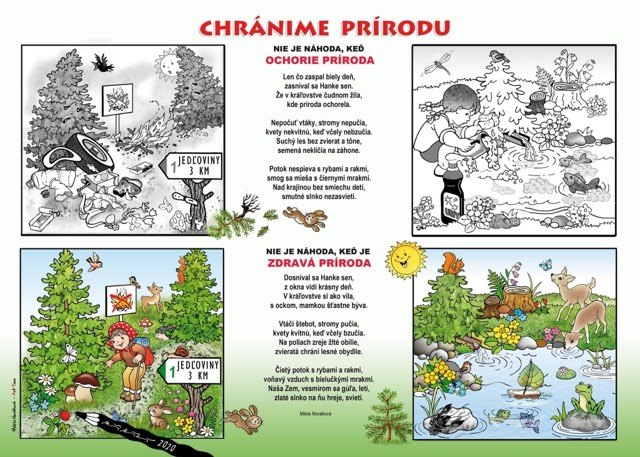 CHRÁNIME PRÍRODU
NIE JE NÁHODA, KEĎ
OCHORIE PRÍRODA
Len čo zaspal biely deň,
zasníval sa Hanke sen.
Že v kráľovstve čudnom žila,
kde príroda ochorela.
Nepočuť vtáky, stromy nepučia,
kvety nekvitnú, keď včely nebzučia.
Suchý les bez zvierat a tône,
semená neklíčia na záhone.
Potok nespieva s rybami a rakmi,
smog sa mieša s čiernymi mrakmi.
Nad krajinou bez smiechu detí,
smutné slnko nezasvieti.
1 JEDĽOVINY
3 KM
NIE JE NÁHODA, KEĎ JE
ZDRAVÁ PRÍRODA
Dosníval sa Hanke sen,
z okna vidí krásny deň.
V kráľovstve si ako víla,
s ockom, mamkou šťastne býva.
Vtáčí štebot, stromy pučia,
kvety kvitnú, keď včely bzučia.
Na poliach zreje žlté obilie,
zvieratá chráni lesné obydlie.
Čistý potok s rybami a rakmi,
voňavý vzduch s bielučkými mrakmi.
Naša Zem, vesmírom sa gúľa, letí,
zlaté slnko na ňu hreje, svieti.
Mária Nováková
1 JEDĽOVINY
3 KM
2020